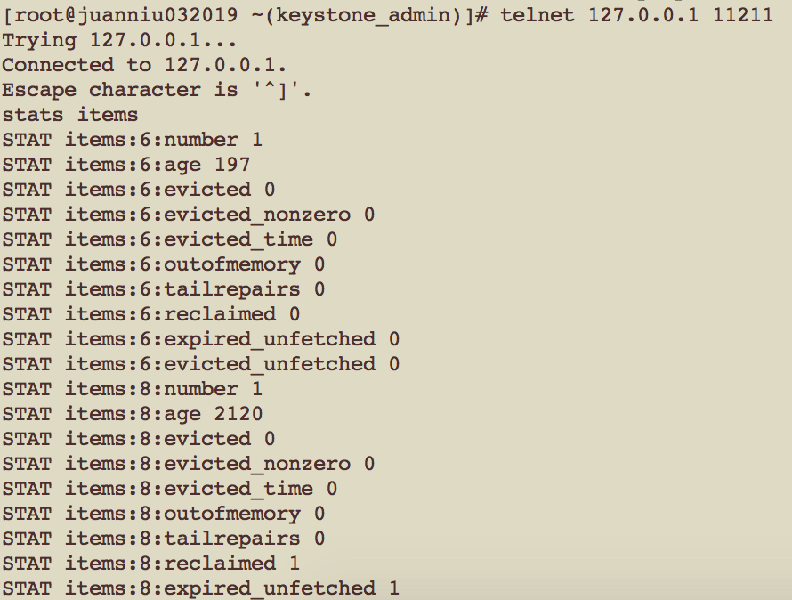 [root@juanniu032019 ~(keystone_admin)]# telnet 127.0.0.1 11211
Trying 127.0.0.1...
Connected to 127.0.0.1.
Escape character is '^]'.
stats items
STAT items:6:number 1
STAT items:6:age 197
STAT items:6:evicted 0
STAT items:6:evicted_nonzero 0
STAT items:6:evicted_time 0
STAT items:6:outofmemory 0
STAT items:6:tailrepairs 0
STAT items:6:reclaimed 0
STAT items:6:expired_unfetched 0
STAT items:6:evicted_unfetched 0
STAT items:8:number 1
STAT items:8:age 2120
STAT items:8:evicted 0
STAT items:8:evicted_nonzero 0
STAT items:8:evicted_time 0
STAT items:8:outofmemory 0
STAT items:8:tailrepairs 0
STAT items:8:reclaimed 1
STAT items:8:expired_unfetched 1